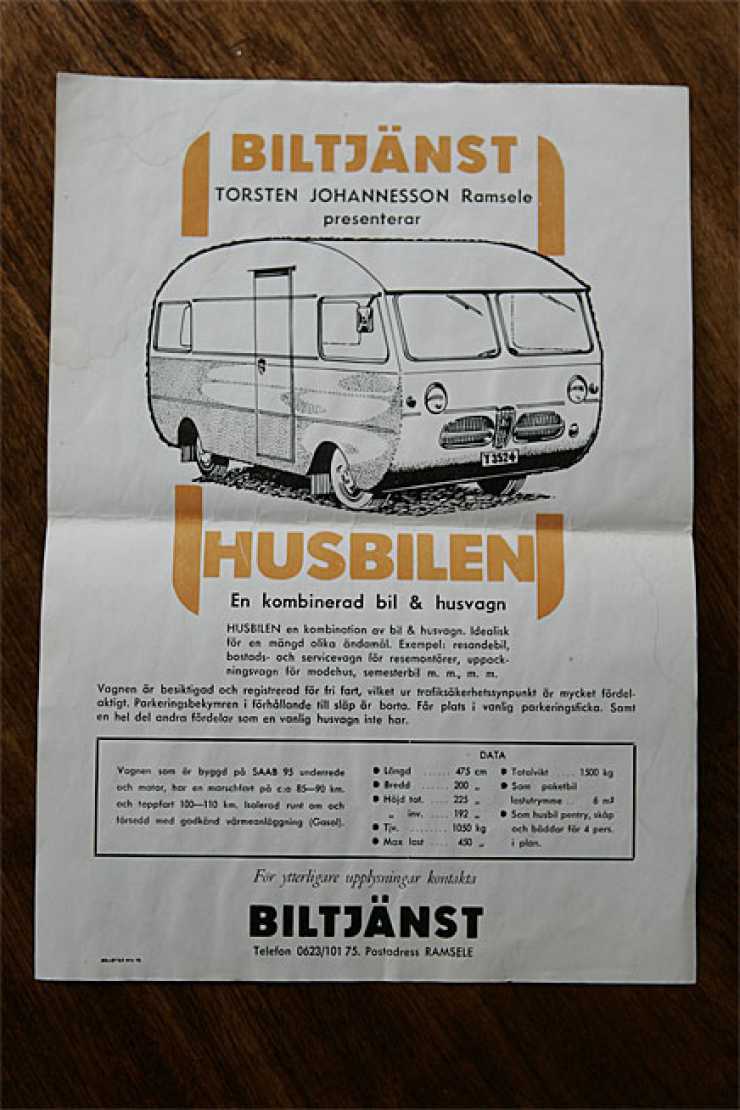 BILTJÄNST
TORSTEN JOHANNESSON Ramsele
presenterar
Y 3524
HUSBILEN
En kombinerad bil & husvagn
HUSBILEN en kombination av bil & husvagn. Idealisk
för en mängd olika ändamål. Exempel: resandebil,
bostads- och servicevagn för resemontörer, uppack-
ningsvagn för modehus, semesterbil m. m., m. m.
Vagnen är besiktigad och registrerad för fri fart, vilket ur trafiksäkerhetssynpunkt är mycket fördel-
aktigt. Parkeringsbekymren i förhållande till släp är borta. Får plats i vanlig parkeringsficka. Samt
en hel del andra fördelar som en vanlig husvagn inte har.
Vagnen som är byggd på SAAB 95 underrede
och motor, har en marschfart på c:a 85—90 km.
och toppfart 100—110 km. Isolerad runt om och
försedd med godkänd värmeanläggning (Gasol).
DATA
● Längd ...... 475 cm
● Bredd ...... 200 „
● Höjd tot. .... 225 „
„ inv. .... 192 „
● Tjv. ......... 1050 kg
● Max last .... 450 „
● Totalvikt ... 1500 kg
● Som paketbil
lastutrymme .. 6 m³
● Som husbil pentry, skåp
och bäddar för 4 pers.
i plan.
För ytterligare upplysningar kontakta
BILTJÄNST
Telefon 0623/101 75. Postadress RAMSELE